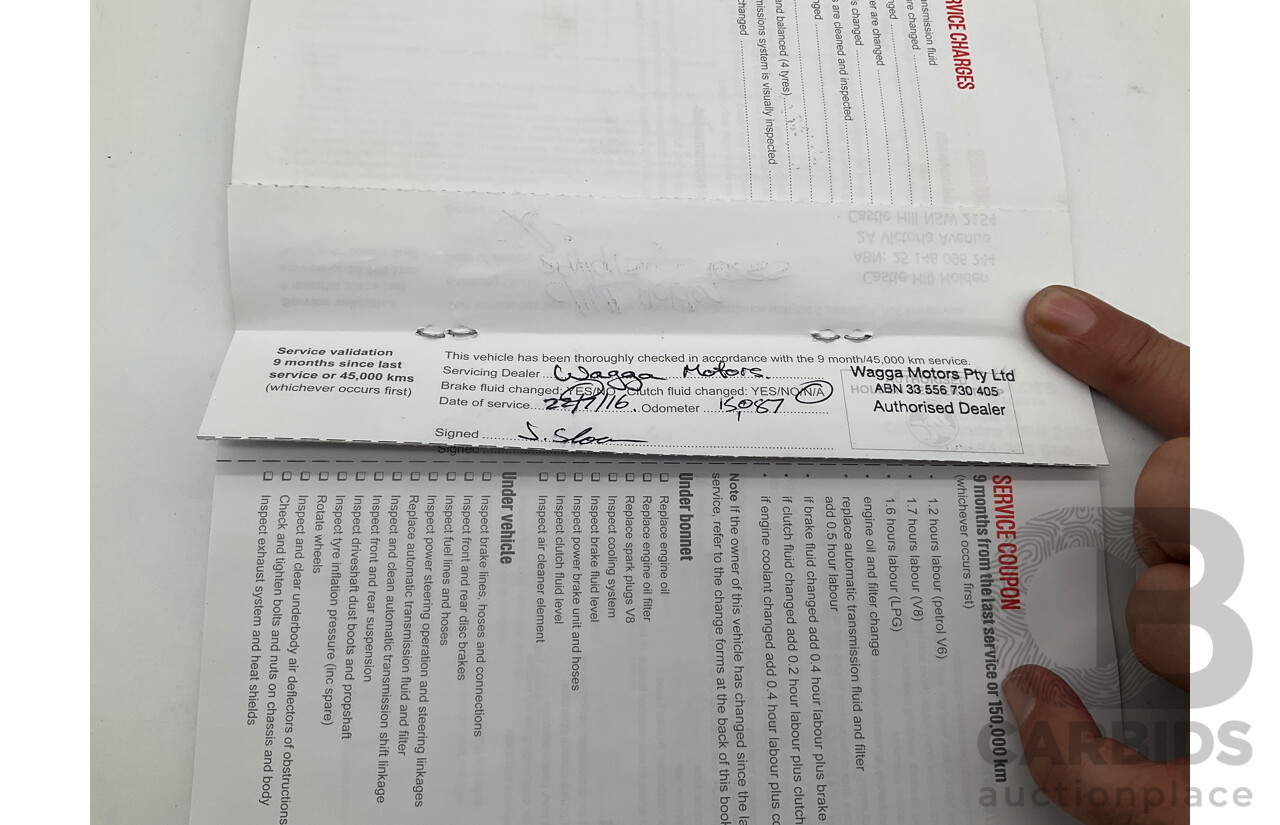 SERVICE CHARGES
nsmission fluid
are changed
nged
er are changed
's changed
s are cleaned and inspected
nged
and balanced (4 tyres)
missions system is visually inspected
changed
Castle Hill Holden
ABN: 25 148 096 244
2A Victoria Avenue
Castle Hill NSW 2154
Service validation
9 months since last
service or 45,000 kms
(whichever occurs first)
This vehicle has been thoroughly checked in accordance with the 9 month/45,000 km service.
Servicing Dealer Wagga Motors.
Brake fluid changed: YES/NO Clutch fluid changed: YES/NO/N/A
Date of service 22/7/16 Odometer 15,087
Signed J. Sloan
Wagga Motors Pty Ltd
ABN 33 556 730 405
Authorised Dealer
Signed
SERVICE COUPON
9 months from the last service or 150,000 km
(whichever occurs first)
• 1.2 hours labour (petrol V6)
• 1.7 hours labour (V8)
• 1.6 hours labour (LPG)
engine oil and filter change
replace automatic transmission fluid and filter
add 0.5 hour labour
• if brake fluid changed add 0.4 hour labour plus brake
• if clutch fluid changed add 0.2 hour labour plus clutch
• if engine coolant changed add 0.4 hour labour plus co
Note If the owner of this vehicle has changed since the la
service, refer to the change forms at the back of this book
Under bonnet
❑ Replace engine oil
❑ Replace engine oil filter
❑ Replace spark plugs V8
❑ Inspect cooling system
❑ Inspect brake fluid level
❑ Inspect power brake unit and hoses
❑ Inspect clutch fluid level
❑ Inspect air cleaner element
Under vehicle
❑ Inspect brake lines, hoses and connections
❑ Inspect front and rear disc brakes
❑ Inspect fuel lines and hoses
❑ Inspect power steering operation and steering linkages
❑ Replace automatic transmission fluid and filter
❑ Inspect and clean automatic transmission shift linkage
❑ Inspect front and rear suspension
❑ Inspect driveshaft dust boots and propshaft
❑ Inspect tyre inflation pressure (inc spare)
❑ Rotate wheels
❑ Inspect and clear underbody air deflectors of obstructions
❑ Check and tighten bolts and nuts on chassis and body
❑ Inspect exhaust system and heat shields
CARBIDS
auctionplace